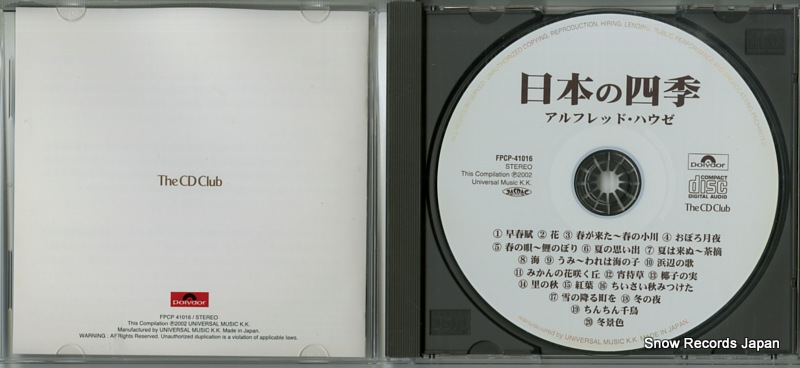 The CD Club
Polydor
FPCP 41016 / STEREO
This Compilation ℗2002 UNIVERSAL MUSIC K.K.
Manufactured by UNIVERSAL MUSIC K.K. Made in Japan.
WARNING : All Rights Reserved. Unauthorized duplication is a violation of applicable laws.
日本の四季
アルフレッド・ハウゼ
FPCP-41016
STEREO
This Compilation ℗2002
Universal Music K.K.
Polydor
COMPACT
disc
DIGITAL AUDIO
The CD Club
① 早春賦 ② 花 ③ 春が来た〜春の小川 ④ おぼろ月夜
⑤ 春の唄〜鯉のぼり ⑥ 夏の思い出 ⑦ 夏は来ぬ〜茶摘
⑧ 海 ⑨ うみ〜われは海の子 ⑩ 浜辺の歌
⑪ みかんの花咲く丘 ⑫ 宵待草 ⑬ 椰子の実
⑭ 里の秋 ⑮ 紅葉 ⑯ ちいさい秋みつけた
⑰ 雪の降る町を ⑱ 冬の夜
⑲ ちんちん千鳥
⑳ 冬景色
manufactured by UNIVERSAL MUSIC K.K. MADE IN JAPAN.
Snow Records Japan